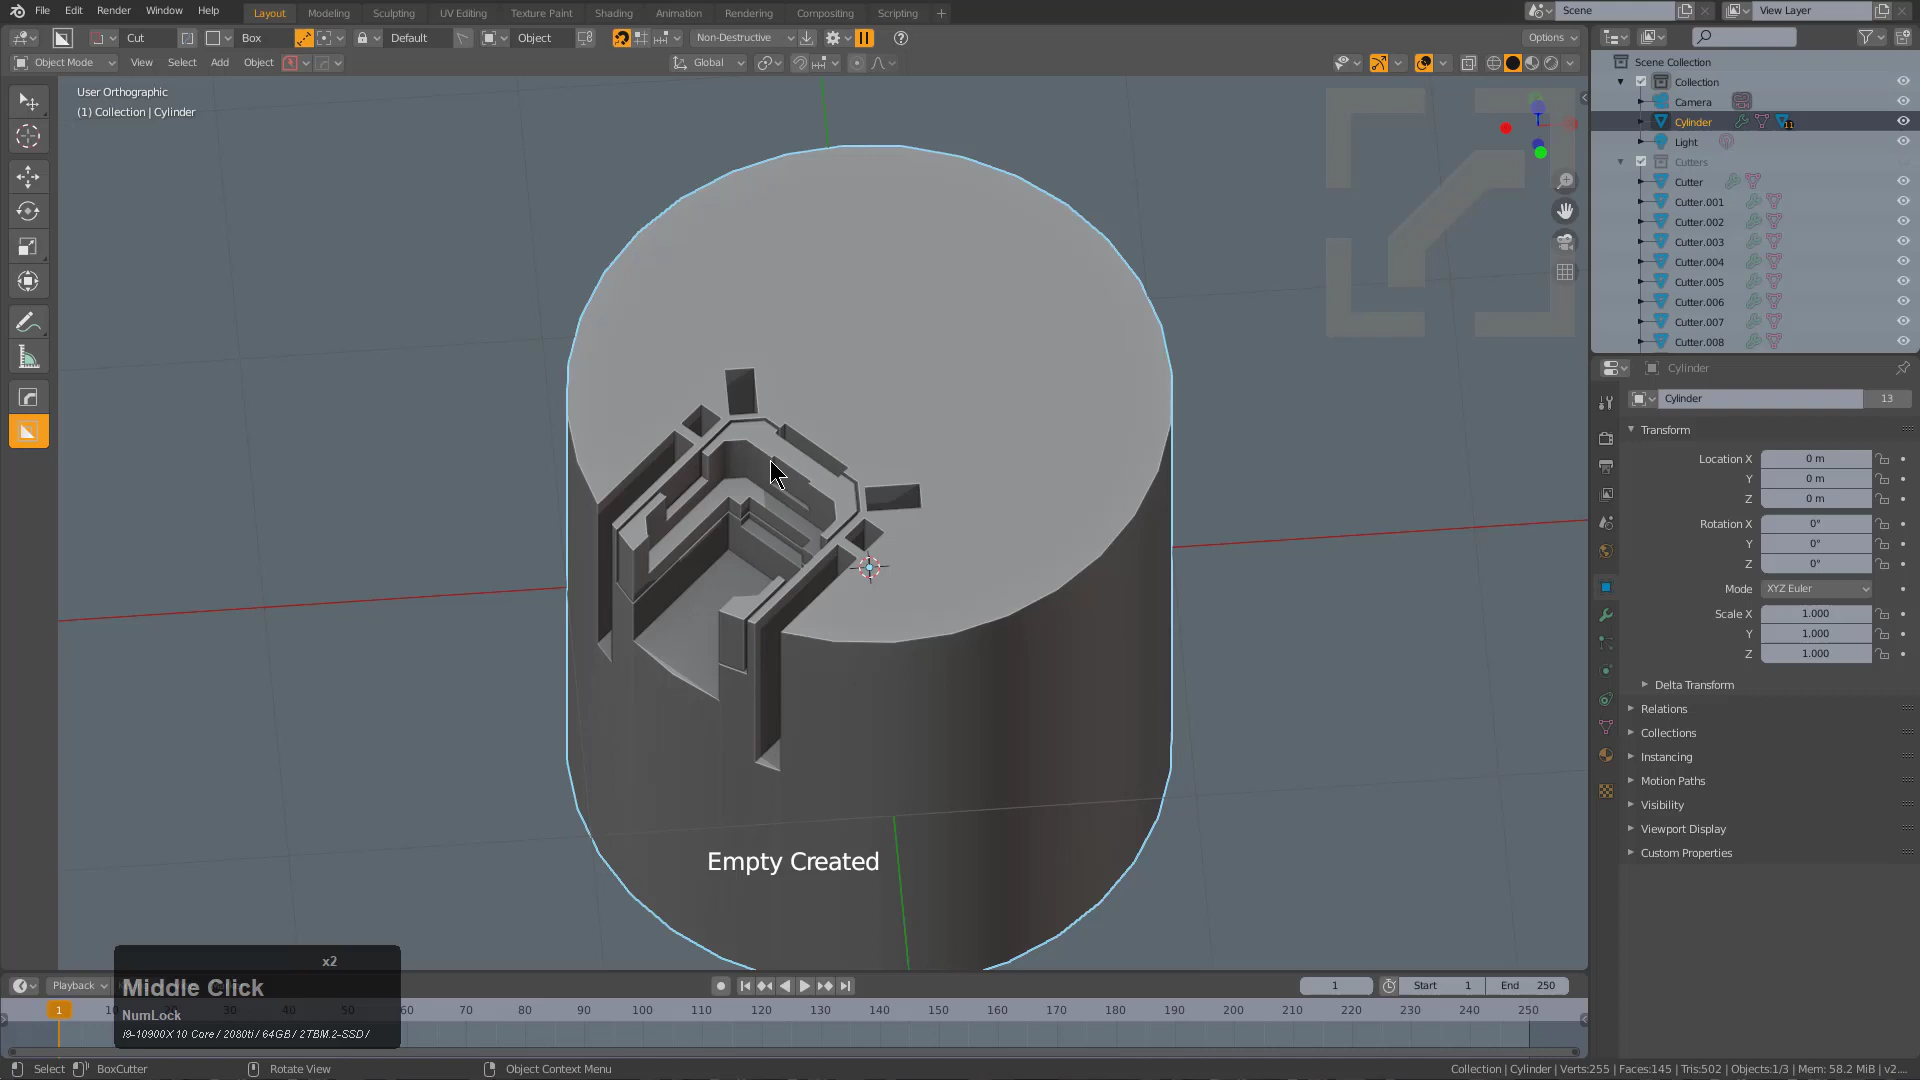 File Edit Render Window Help
Layout Modeling Sculpting UV Editing Texture Paint Shading Animation Rendering Compositing Scripting +
Scene
View Layer
Cut Box Default Object Non-Destructive Options
Object Mode View Select Add Object Global
User Orthographic
(1) Collection | Cylinder
Scene Collection
Collection
Camera
Cylinder 11
Light
Cutters
Cutter
Cutter.001
Cutter.002
Cutter.003
Cutter.004
Cutter.005
Cutter.006
Cutter.007
Cutter.008
Cylinder
Cylinder 13
Transform
Location X 0 m
Y 0 m
Z 0 m
Rotation X 0°
Y 0°
Z 0°
Mode XYZ Euler
Scale X 1.000
Y 1.000
Z 1.000
Delta Transform
Relations
Collections
Instancing
Motion Paths
Visibility
Viewport Display
Custom Properties
Empty Created
x2
Middle Click
NumLock
i9-10900X 10 Core / 2080ti / 64GB / 2TBM.2-SSD /
Playback
1 Start 1 End 250
1 10 40 50 60 70 80 90 100 110 120 130 140 150 160 170 180 190 200 210 220 230 240 250
Select BoxCutter Rotate View Object Context Menu
Collection | Cylinder | Verts:255 | Faces:145 | Tris:502 | Objects:1/3 | Mem: 58.2 MiB | v2....